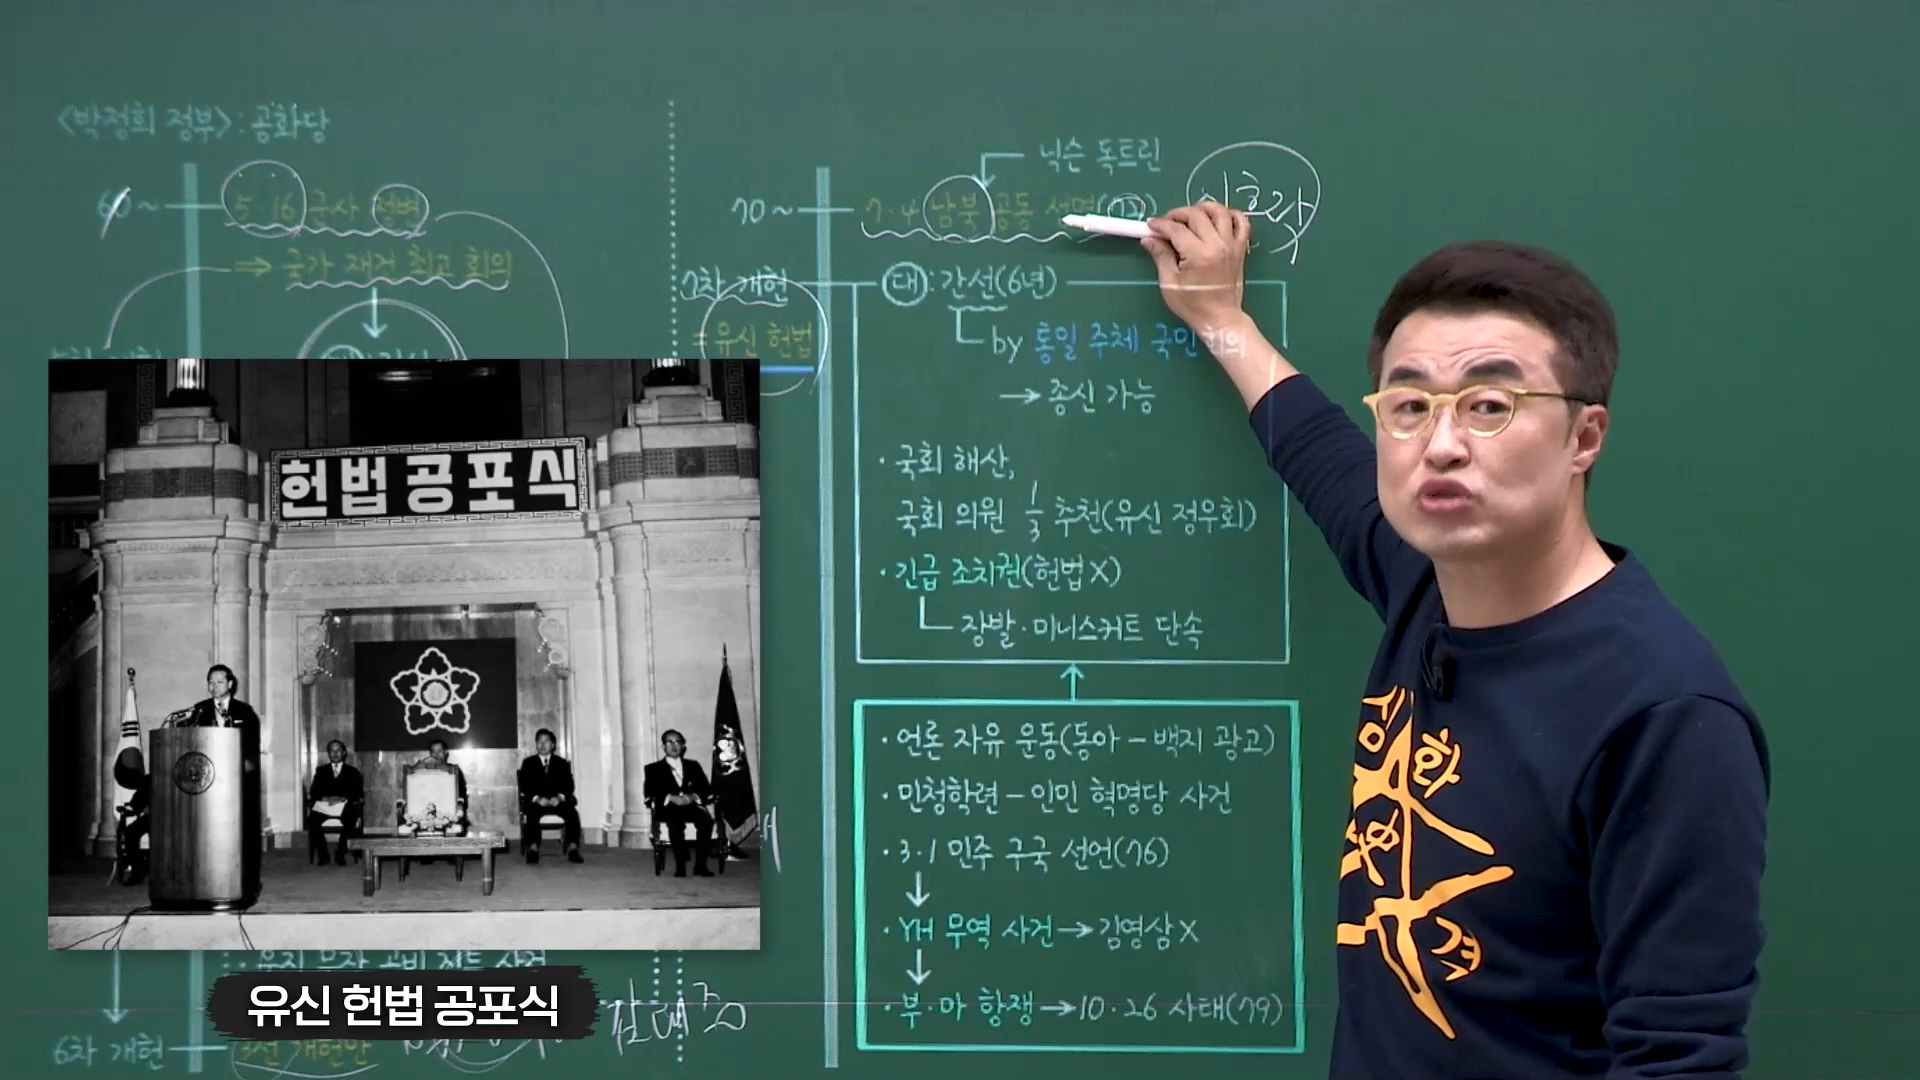 <박정희 정부> : 공화당
60~ 5·16 군사 정변
⇒ 국가 재건 최고 회의
헌법공포식
유신 헌법 공포식
6차 개헌 3선 개헌안
닉슨 독트린
70~ 7·4 남북 공동 선명(72)
이후락
7차 개헌
= 유신 헌법
대 : 간선(6년)
by 통일 주체 국민 회의
→ 종신 가능
· 국회 해산,
국회 의원 1/3 추천(유신 정우회)
· 긴급 조치권(헌법X)
장발·미니스커트 단속
· 언론 자유 운동(동아-백지 광고)
· 민청학련-인민 혁명당 사건
· 3·1 민주 구국 선언(76)
↓
· YH 무역 사건→김영삼X
↓
· 부·마 항쟁→10·26 사태(79)